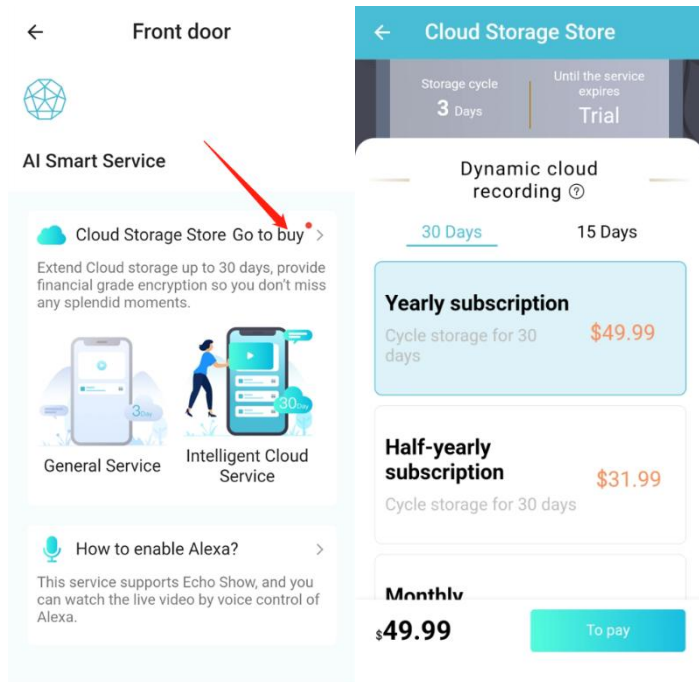 Front door
AI Smart Service
Cloud Storage Store Go to buy
Extend Cloud storage up to 30 days, provide
financial grade encryption so you don't miss
any splendid moments.
3Day
30Day
General Service
Intelligent Cloud
Service
How to enable Alexa?
This service supports Echo Show, and you
can watch the live video by voice control of
Alexa.
Cloud Storage Store
Storage cycle
3 Days
Until the service
expires
Trial
Dynamic cloud
recording ?
30 Days
15 Days
Yearly subscription
Cycle storage for 30
days
$49.99
Half-yearly
subscription
$31.99
Cycle storage for 30 days
Monthly
$49.99
To pay